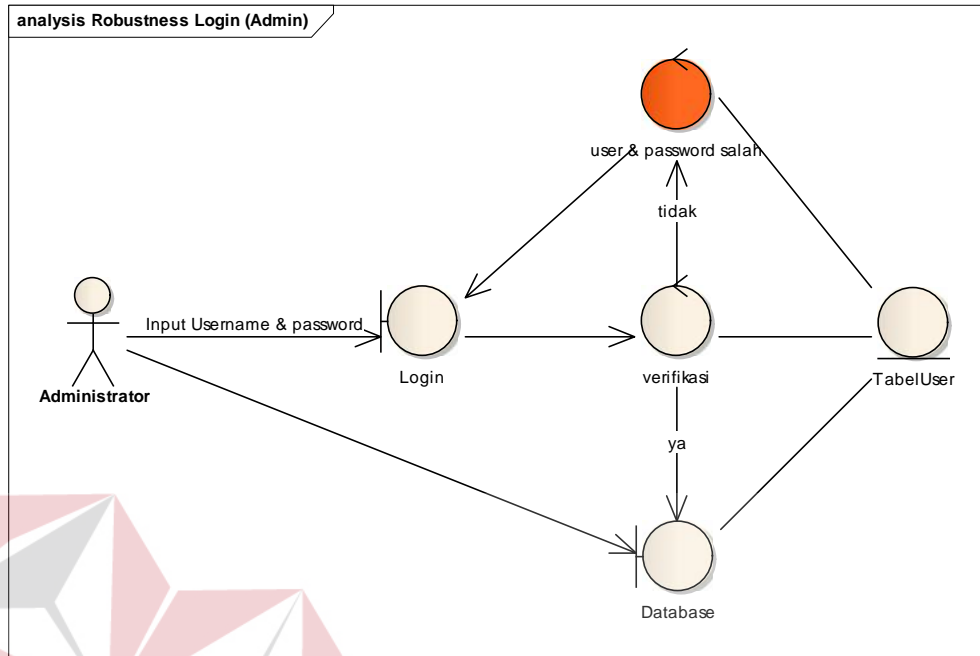 analysis Robustness Login (Admin)
user & password salah
tidak
Input Username & password
Administrator
Login
verifikasi
TabelUser
ya
Database